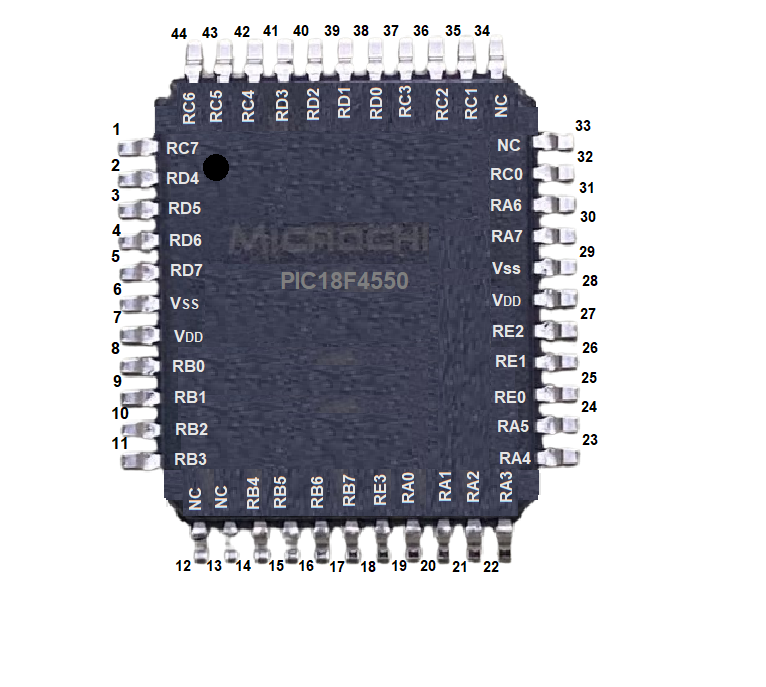 44 43 42 41 40 39 38 37 36 35 34
RC6 RC5 RC4 RD3 RD2 RD1 RD0 RC3 RC2 RC1 NC
1 RC7
2 RD4
3 RD5
4 RD6
5 RD7
6 VSS
7 VDD
8 RB0
9 RB1
10 RB2
11 RB3
MICROCHI
PIC18F4550
NC 33
RC0 32
RA6 31
RA7 30
Vss 29
VDD 28
RE2 27
RE1 26
RE0 25
RA5 24
RA4 23
NC NC RB4 RB5 RB6 RB7 RE3 RA0 RA1 RA2 RA3
12 13 14 15 16 17 18 19 20 21 22